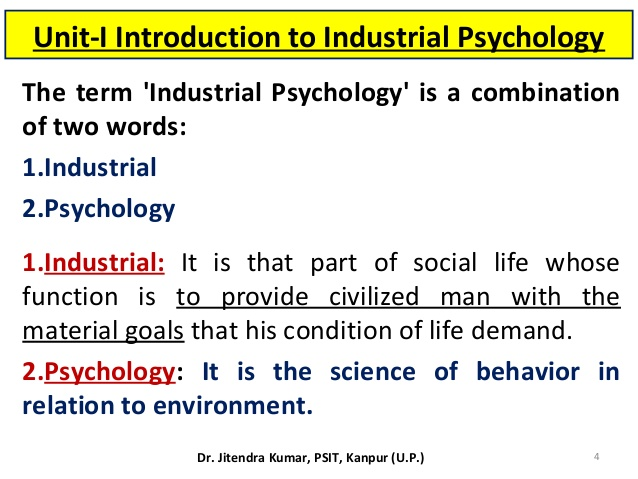 Unit-I Introduction to Industrial Psychology
The term 'Industrial Psychology' is a combination
of two words:
1.Industrial
2.Psychology
1.Industrial: It is that part of social life whose
function is to provide civilized man with the
material goals that his condition of life demand.
2.Psychology: It is the science of behavior in
relation to environment.
Dr. Jitendra Kumar, PSIT, Kanpur (U.P.)
4